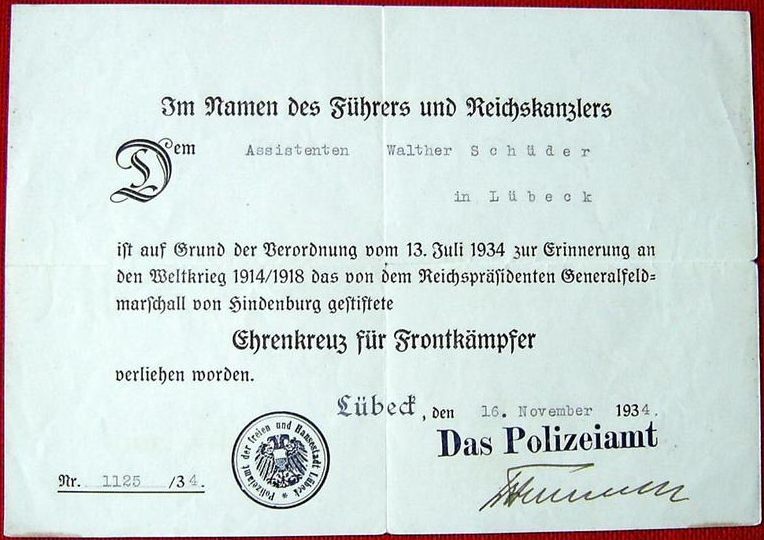 Im Namen des Führers und Reichskanzlers
Dem Assistenten Walther Schüder
in Lübeck
ist auf Grund der Verordnung vom 13. Juli 1934 zur Erinnerung an
den Weltkrieg 1914/1918 das von dem Reichspräsidenten Generalfeld-
marschall von Hindenburg gestiftete
Ehrenkreuz für Frontkämpfer
verliehen worden.
Lübeck, den 16. November 1934.
Das Polizeiamt
Polizeiamt der freien und Hansestadt Lübeck *
Nr. 1125 /34.